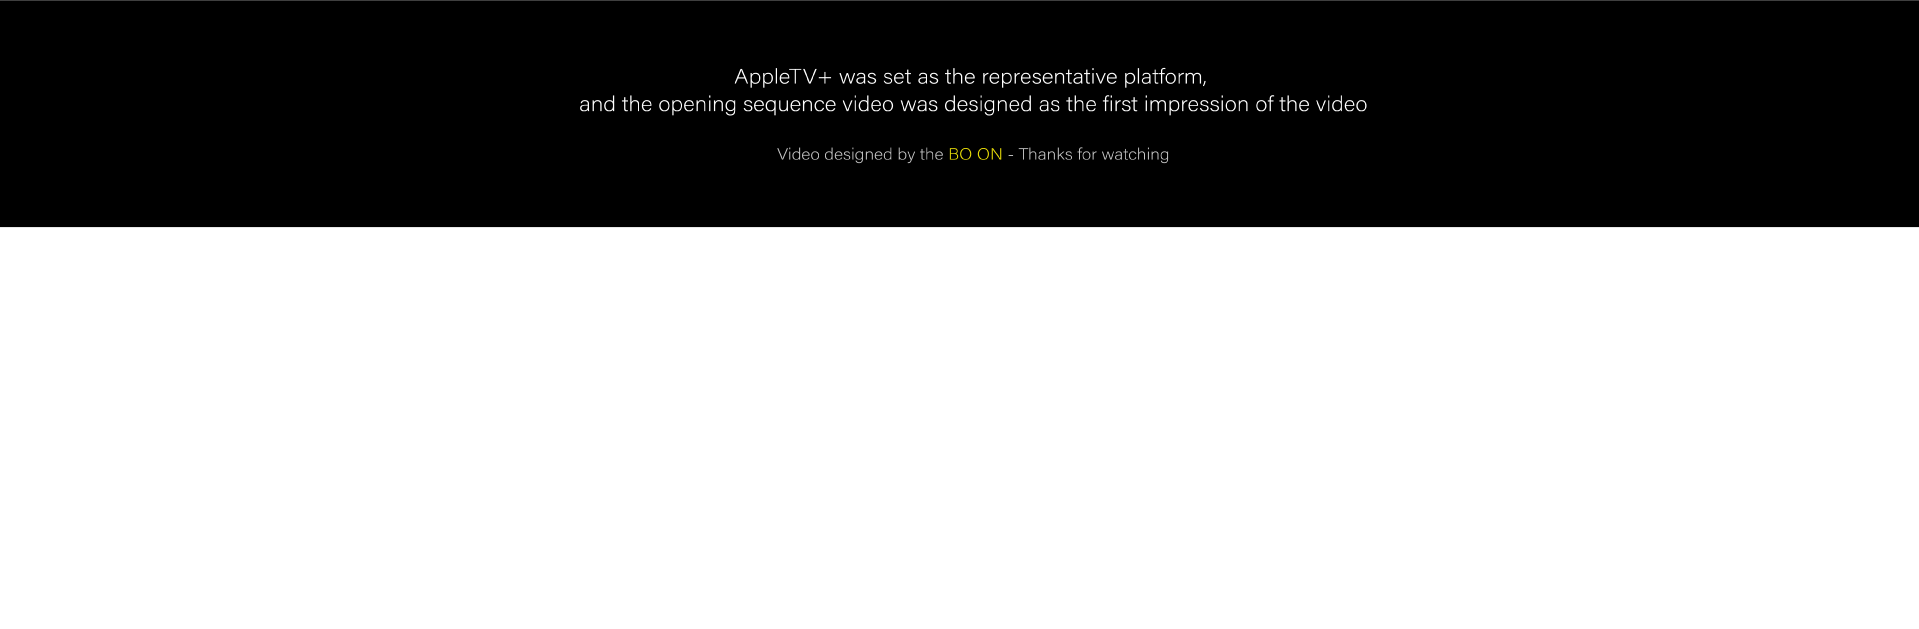 AppleTV+ was set as the representative platform,
and the opening sequence video was designed as the first impression of the video
Video designed by the BO ON - Thanks for watching